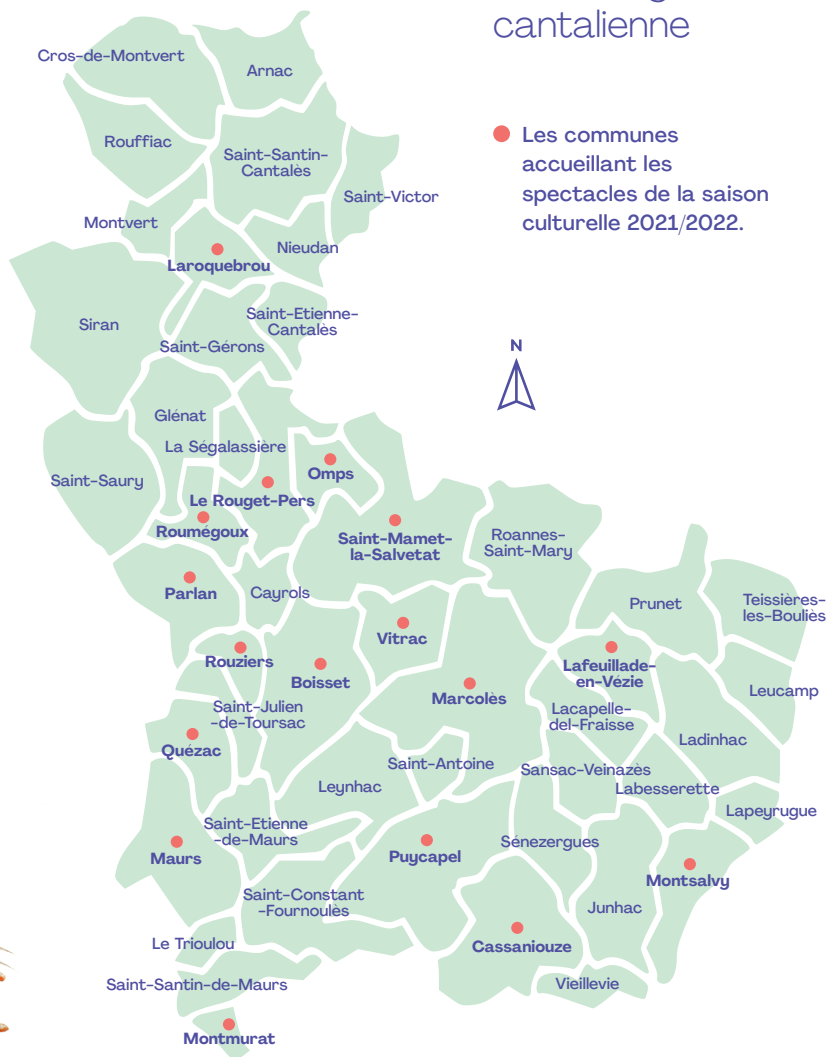 cantalienne
Les communes
accueillant les
spectacles de la saison
culturelle 2021/2022.
N
Cros-de-Montvert
Arnac
Rouffiac
Saint-Santin-
Cantalès
Saint-Victor
Montvert
Nieudan
Laroquebrou
Siran
Saint-Etienne-
Cantalès
Saint-Gérons
Glénat
La Ségalassière
Saint-Saury
Omps
Le Rouget-Pers
Roumégoux
Saint-Mamet-
la-Salvetat
Roannes-
Saint-Mary
Parlan
Cayrols
Prunet
Teissières-
les-Bouliès
Vitrac
Rouziers
Boisset
Lafeuillade-
en-Vézie
Marcolès
Leucamp
Saint-Julien
-de-Toursac
Lacapelle-
del-Fraisse
Quézac
Ladinhac
Saint-Antoine
Sansac-Veinazès
Leynhac
Labesserette
Lapeyrugue
Saint-Etienne
-de-Maurs
Maurs
Puycapel
Sénezergues
Montsalvy
Saint-Constant
-Fournoulès
Junhac
Le Trioulou
Cassaniouze
Saint-Santin-de-Maurs
Vieillevie
Montmurat